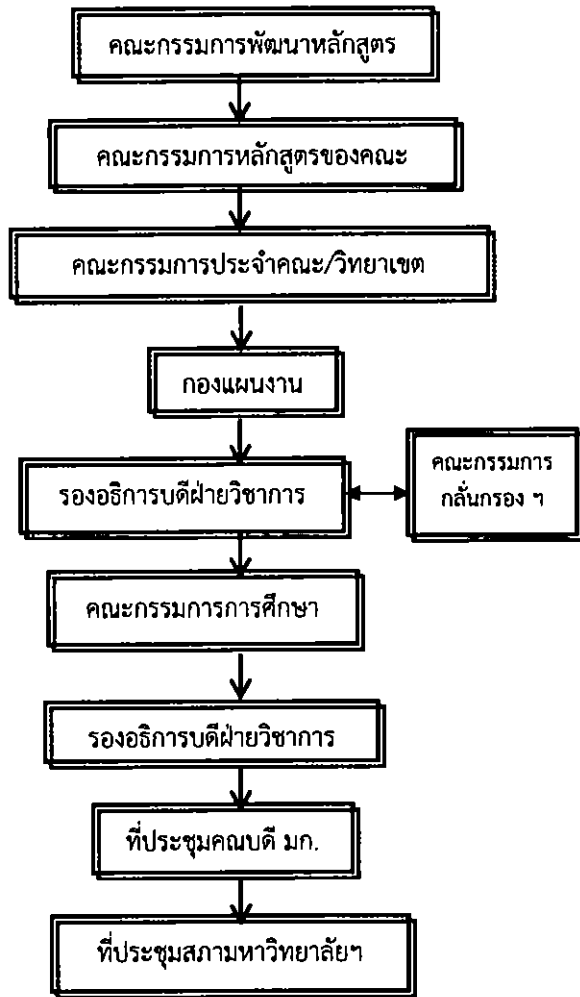 คณะกรรมการพัฒนาหลักสูตร
คณะกรรมการหลักสูตรของคณะ
คณะกรรมการประจำคณะ/วิทยาเขต
กองแผนงาน
รองอธิการบดีฝ่ายวิชาการ
คณะกรรมการ
กลั่นกรอง ฯ
คณะกรรมการการศึกษา
รองอธิการบดีฝ่ายวิชาการ
ที่ประชุมคณบดี มก.
ที่ประชุมสภามหาวิทยาลัยฯ